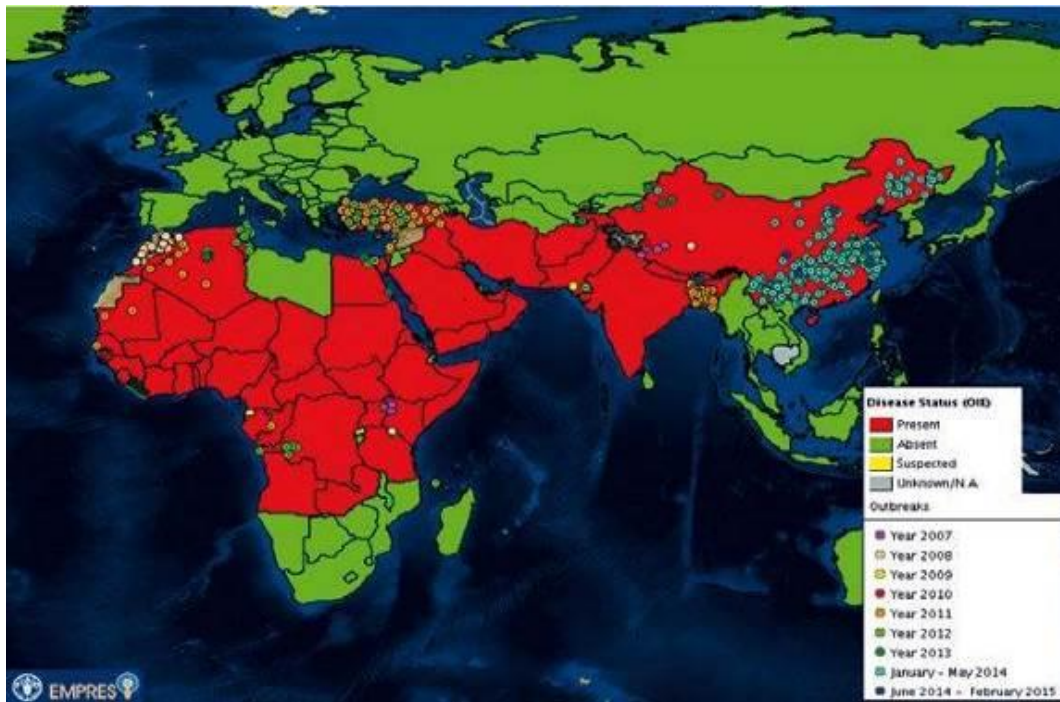 Disease Status (OIE)
Present
Absent
Suspected
Unknown/N.A.
Outbreaks
Year 2007
Year 2008
Year 2009
Year 2010
Year 2011
Year 2012
Year 2013
January - May 2014
June 2014 - February 2015
EMPRES